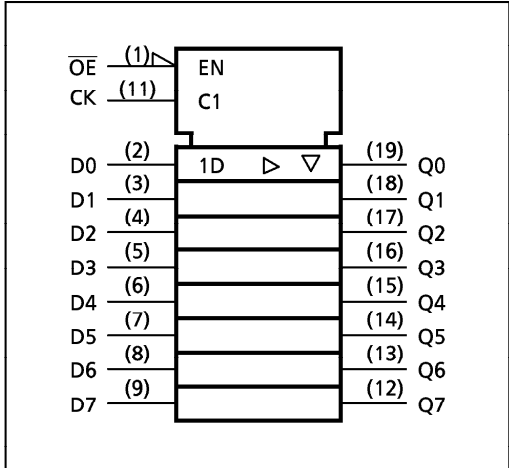 O̅E̅ (1) EN
CK (11) C1
D0 (2) 1D (19) Q0
D1 (3) (18) Q1
D2 (4) (17) Q2
D3 (5) (16) Q3
D4 (6) (15) Q4
D5 (7) (14) Q5
D6 (8) (13) Q6
D7 (9) (12) Q7